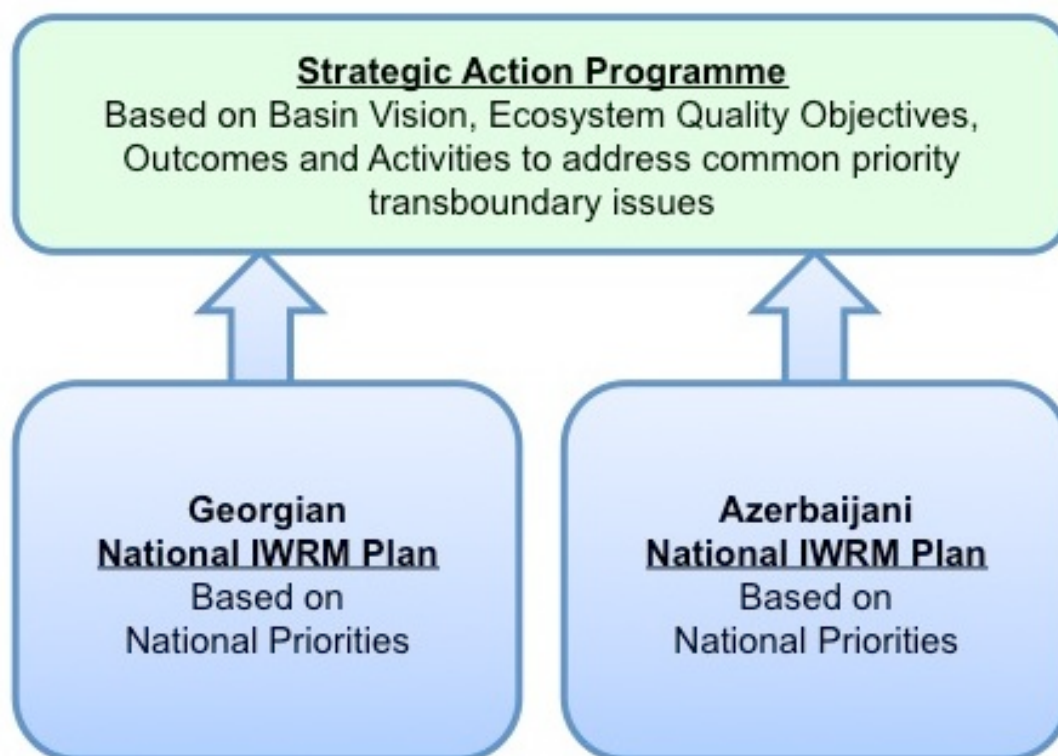 Strategic Action Programme
Based on Basin Vision, Ecosystem Quality Objectives,
Outcomes and Activities to address common priority
transboundary issues
Georgian
National IWRM Plan
Based on
National Priorities
Azerbaijani
National IWRM Plan
Based on
National Priorities